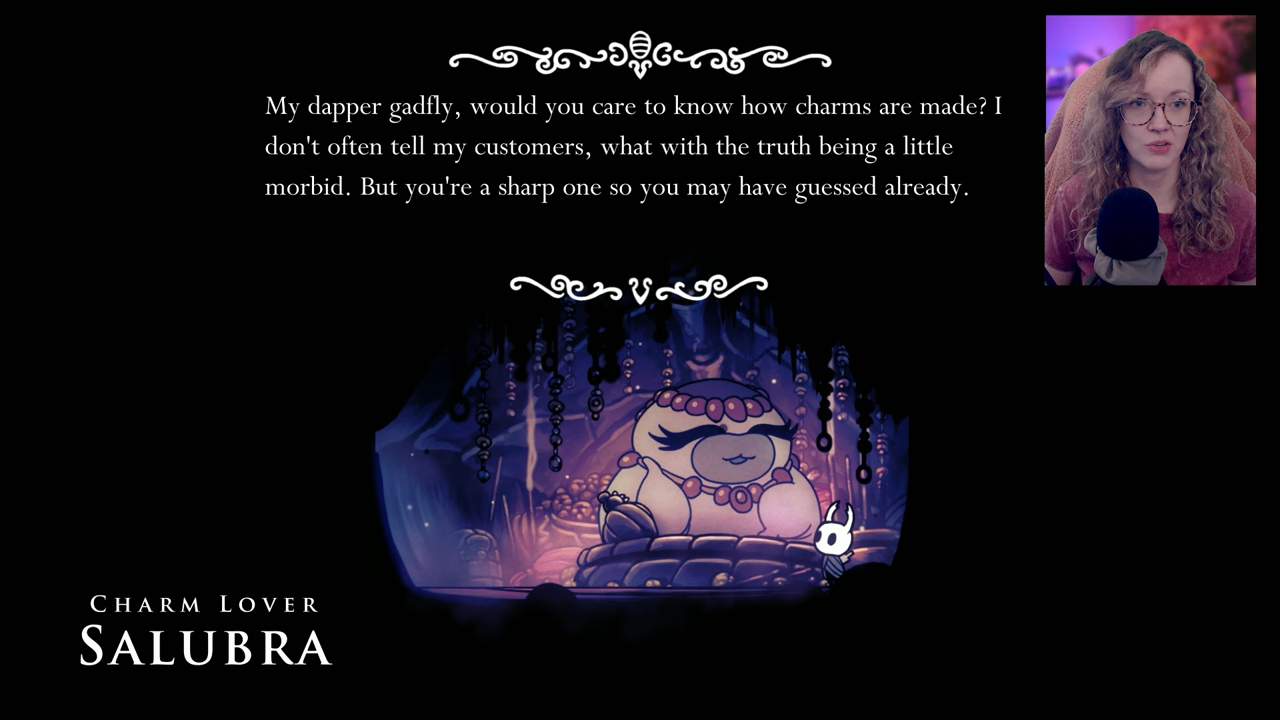 My dapper gadfly, would you care to know how charms are made? I
don't often tell my customers, what with the truth being a little
morbid. But you're a sharp one so you may have guessed already.
Charm Lover
Salubra